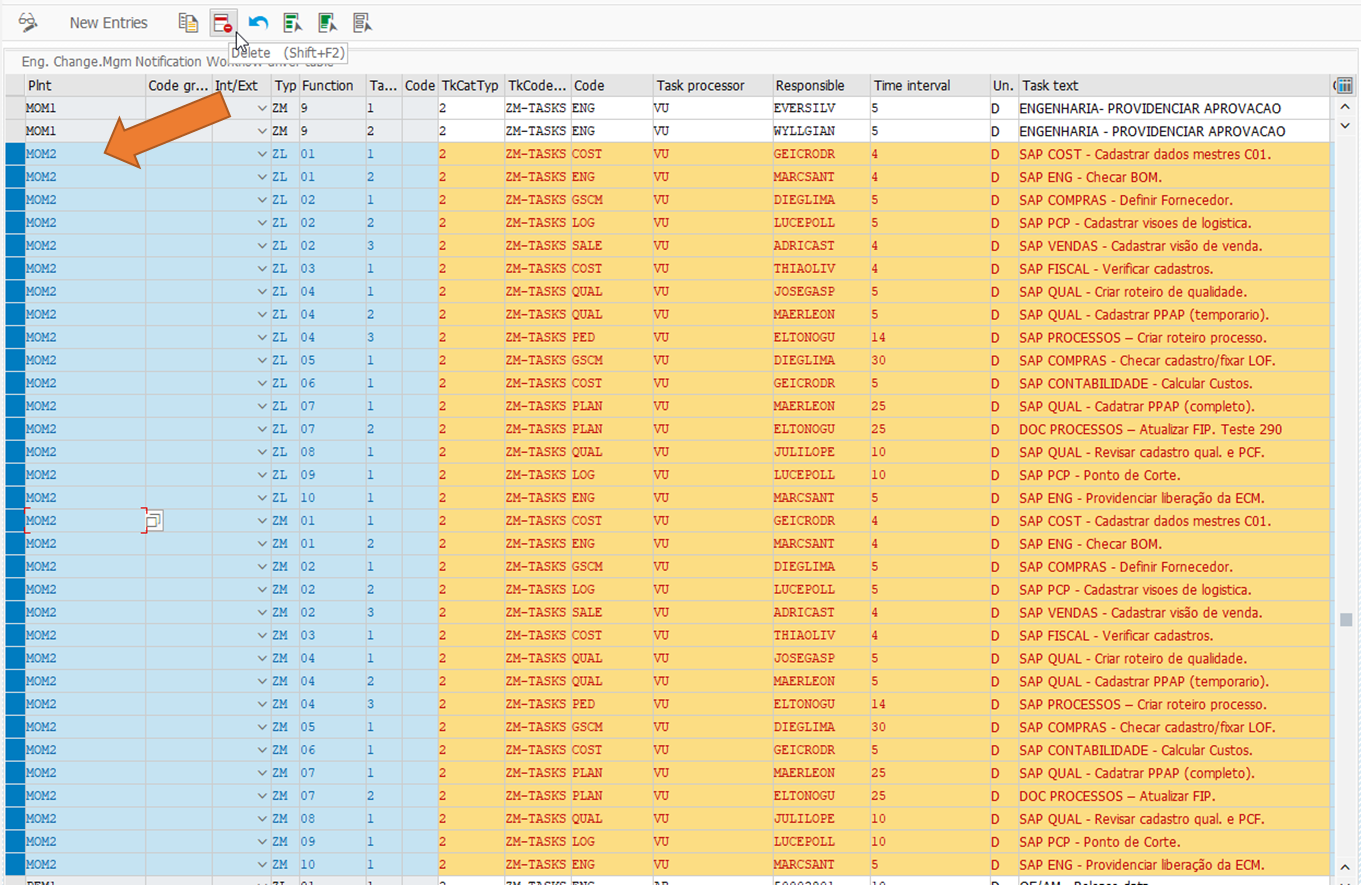 New Entries
Delete (Shift+F2)
Eng. Change.Mgm Notification Workflow driver table
Plnt Code gr... Int/Ext Typ Function Ta... Code TkCatTyp TkCode... Code Task processor Responsible Time interval Un. Task text
MOM1 ZM 9 1 2 ZM-TASKS ENG VU EVERSILV 5 D ENGENHARIA- PROVIDENCIAR APROVACAO
MOM1 ZM 9 2 2 ZM-TASKS ENG VU WYLLGIAN 5 D ENGENHARIA - PROVIDENCIAR APROVACAO
MOM2 ZL 01 1 2 ZM-TASKS COST VU GEICRODR 4 D SAP COST - Cadastrar dados mestres C01.
MOM2 ZL 01 2 2 ZM-TASKS ENG VU MARCSANT 4 D SAP ENG - Checar BOM.
MOM2 ZL 02 1 2 ZM-TASKS GSCM VU DIEGLIMA 5 D SAP COMPRAS - Definir Fornecedor.
MOM2 ZL 02 2 2 ZM-TASKS LOG VU LUCEPOLL 5 D SAP PCP - Cadastrar visoes de logistica.
MOM2 ZL 02 3 2 ZM-TASKS SALE VU ADRICAST 4 D SAP VENDAS - Cadastrar visão de venda.
MOM2 ZL 03 1 2 ZM-TASKS COST VU THIAOLIV 4 D SAP FISCAL - Verificar cadastros.
MOM2 ZL 04 1 2 ZM-TASKS QUAL VU JOSEGASP 5 D SAP QUAL - Criar roteiro de qualidade.
MOM2 ZL 04 2 2 ZM-TASKS QUAL VU MAERLEON 5 D SAP QUAL - Cadastrar PPAP (temporario).
MOM2 ZL 04 3 2 ZM-TASKS PED VU ELTONOGU 14 D SAP PROCESSOS – Criar roteiro processo.
MOM2 ZL 05 1 2 ZM-TASKS GSCM VU DIEGLIMA 30 D SAP COMPRAS - Checar cadastro/fixar LOF.
MOM2 ZL 06 1 2 ZM-TASKS COST VU GEICRODR 5 D SAP CONTABILIDADE - Calcular Custos.
MOM2 ZL 07 1 2 ZM-TASKS PLAN VU MAERLEON 25 D SAP QUAL - Cadatrar PPAP (completo).
MOM2 ZL 07 2 2 ZM-TASKS PLAN VU ELTONOGU 25 D DOC PROCESSOS – Atualizar FIP. Teste 290
MOM2 ZL 08 1 2 ZM-TASKS QUAL VU JULILOPE 10 D SAP QUAL - Revisar cadastro qual. e PCF.
MOM2 ZL 09 1 2 ZM-TASKS LOG VU LUCEPOLL 10 D SAP PCP - Ponto de Corte.
MOM2 ZL 10 1 2 ZM-TASKS ENG VU MARCSANT 5 D SAP ENG - Providenciar liberação da ECM.
MOM2 ZM 01 1 2 ZM-TASKS COST VU GEICRODR 4 D SAP COST - Cadastrar dados mestres C01.
MOM2 ZM 01 2 2 ZM-TASKS ENG VU MARCSANT 4 D SAP ENG - Checar BOM.
MOM2 ZM 02 1 2 ZM-TASKS GSCM VU DIEGLIMA 5 D SAP COMPRAS - Definir Fornecedor.
MOM2 ZM 02 2 2 ZM-TASKS LOG VU LUCEPOLL 5 D SAP PCP - Cadastrar visoes de logistica.
MOM2 ZM 02 3 2 ZM-TASKS SALE VU ADRICAST 4 D SAP VENDAS - Cadastrar visão de venda.
MOM2 ZM 03 1 2 ZM-TASKS COST VU THIAOLIV 4 D SAP FISCAL - Verificar cadastros.
MOM2 ZM 04 1 2 ZM-TASKS QUAL VU JOSEGASP 5 D SAP QUAL - Criar roteiro de qualidade.
MOM2 ZM 04 2 2 ZM-TASKS QUAL VU MAERLEON 5 D SAP QUAL - Cadastrar PPAP (temporario).
MOM2 ZM 04 3 2 ZM-TASKS PED VU ELTONOGU 14 D SAP PROCESSOS – Criar roteiro processo.
MOM2 ZM 05 1 2 ZM-TASKS GSCM VU DIEGLIMA 30 D SAP COMPRAS - Checar cadastro/fixar LOF.
MOM2 ZM 06 1 2 ZM-TASKS COST VU GEICRODR 5 D SAP CONTABILIDADE - Calcular Custos.
MOM2 ZM 07 1 2 ZM-TASKS PLAN VU MAERLEON 25 D SAP QUAL - Cadatrar PPAP (completo).
MOM2 ZM 07 2 2 ZM-TASKS PLAN VU ELTONOGU 25 D DOC PROCESSOS – Atualizar FIP.
MOM2 ZM 08 1 2 ZM-TASKS QUAL VU JULILOPE 10 D SAP QUAL - Revisar cadastro qual. e PCF.
MOM2 ZM 09 1 2 ZM-TASKS LOG VU LUCEPOLL 10 D SAP PCP - Ponto de Corte.
MOM2 ZM 10 1 2 ZM-TASKS ENG VU MARCSANT 5 D SAP ENG - Providenciar liberação da ECM.